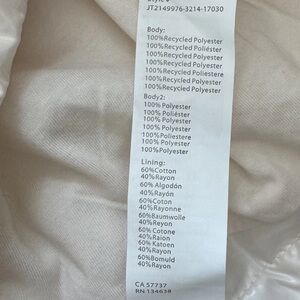 JT2149976-3214-17030
Body:
100%Recycled Polyester
100%Recycled Poliéster
100%Recycled Polyester
100%Recycled Polyester
100%Recycled Poliestere
100%Recycled Polyester
100%Recycled Polyester
Body2:
100% Polyester
100% Poliéster
100% Polyester
100% Polyester
100%Poliestere
100%Polyester
100%Polyester
Lining:
60%Cotton
40%Rayon
60% Algodón
40%Rayón
60% Coton
40%Rayonne
60%Baumwolle
40%Reyon
60% Cotone
40%Raion
60% Katoen
40% Rayon
60%Bomuld
40%Rayon
CA 57737
RN 134638